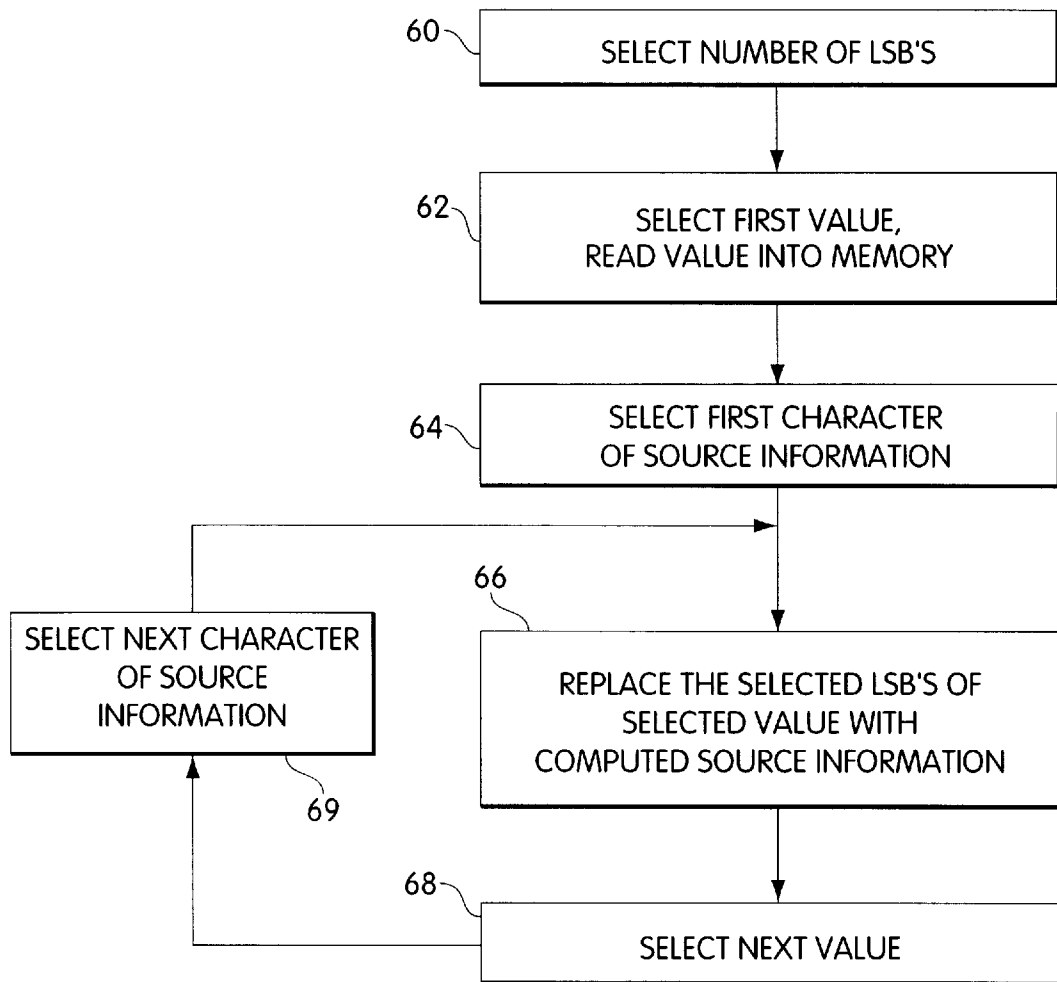 60
SELECT NUMBER OF LSB'S
62
SELECT FIRST VALUE,
READ VALUE INTO MEMORY
64
SELECT FIRST CHARACTER
OF SOURCE INFORMATION
66
REPLACE THE SELECTED LSB'S OF
SELECTED VALUE WITH
COMPUTED SOURCE INFORMATION
68
SELECT NEXT VALUE
SELECT NEXT CHARACTER
OF SOURCE
INFORMATION
69